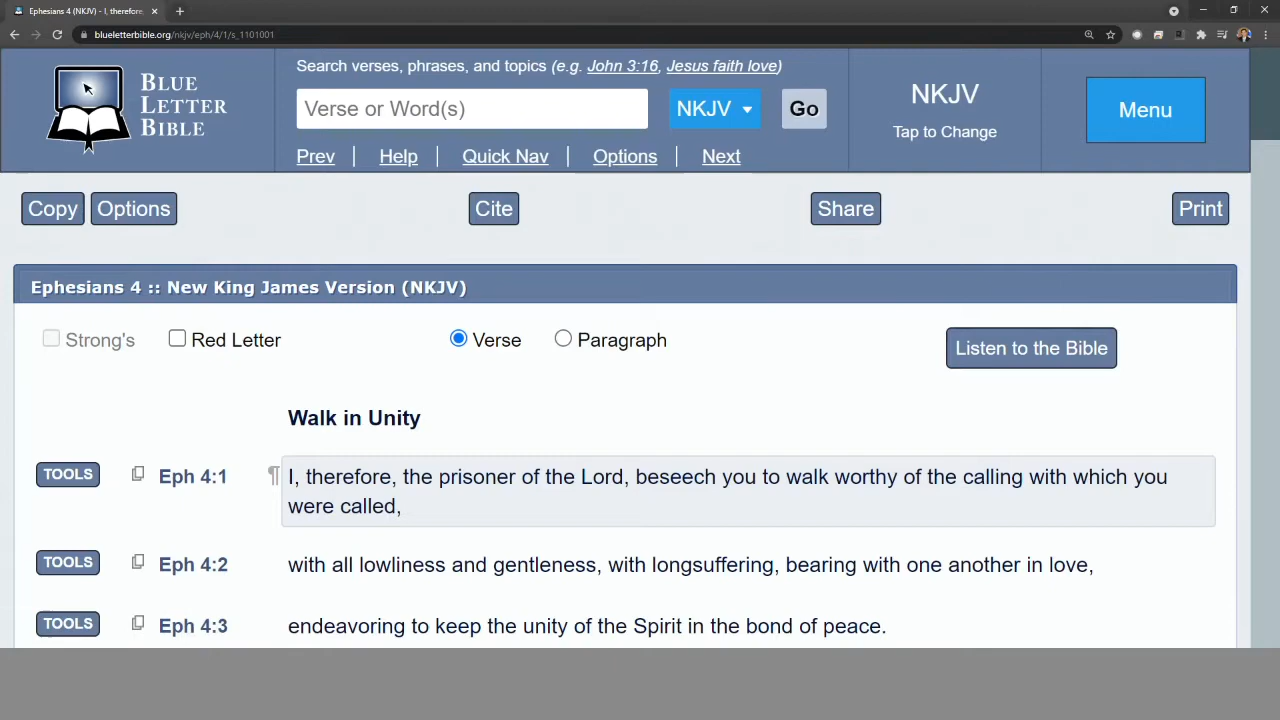 Ephesians 4 (NKJV) - I, therefore,
blueletterbible.org/nkjv/eph/4/1/s_1101001
BLUE
LETTER
BIBLE
Search verses, phrases, and topics (e.g. John 3:16, Jesus faith love)
Verse or Word(s)
NKJV
Go
Prev | Help | Quick Nav | Options | Next
NKJV
Tap to Change
Menu
Copy Options Cite Share Print
Ephesians 4 :: New King James Version (NKJV)
Strong's Red Letter Verse Paragraph
Listen to the Bible
Walk in Unity
TOOLS Eph 4:1 ¶ I, therefore, the prisoner of the Lord, beseech you to walk worthy of the calling with which you
were called,
TOOLS Eph 4:2 with all lowliness and gentleness, with longsuffering, bearing with one another in love,
TOOLS Eph 4:3 endeavoring to keep the unity of the Spirit in the bond of peace.